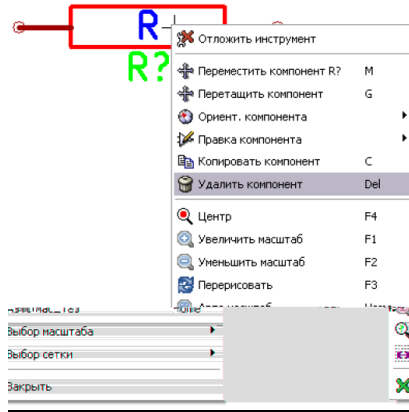 R
R?
Отложить инструмент
Переместить компонент R? M
Перетащить компонент G
Ориент. компонента
Правка компонента
Копировать компонент C
Удалить компонент Del
Центр F4
Увеличить масштаб F1
Уменьшить масштаб F2
Перерисовать F3
Выбор масштаба
Выбор сетки
Закрыть